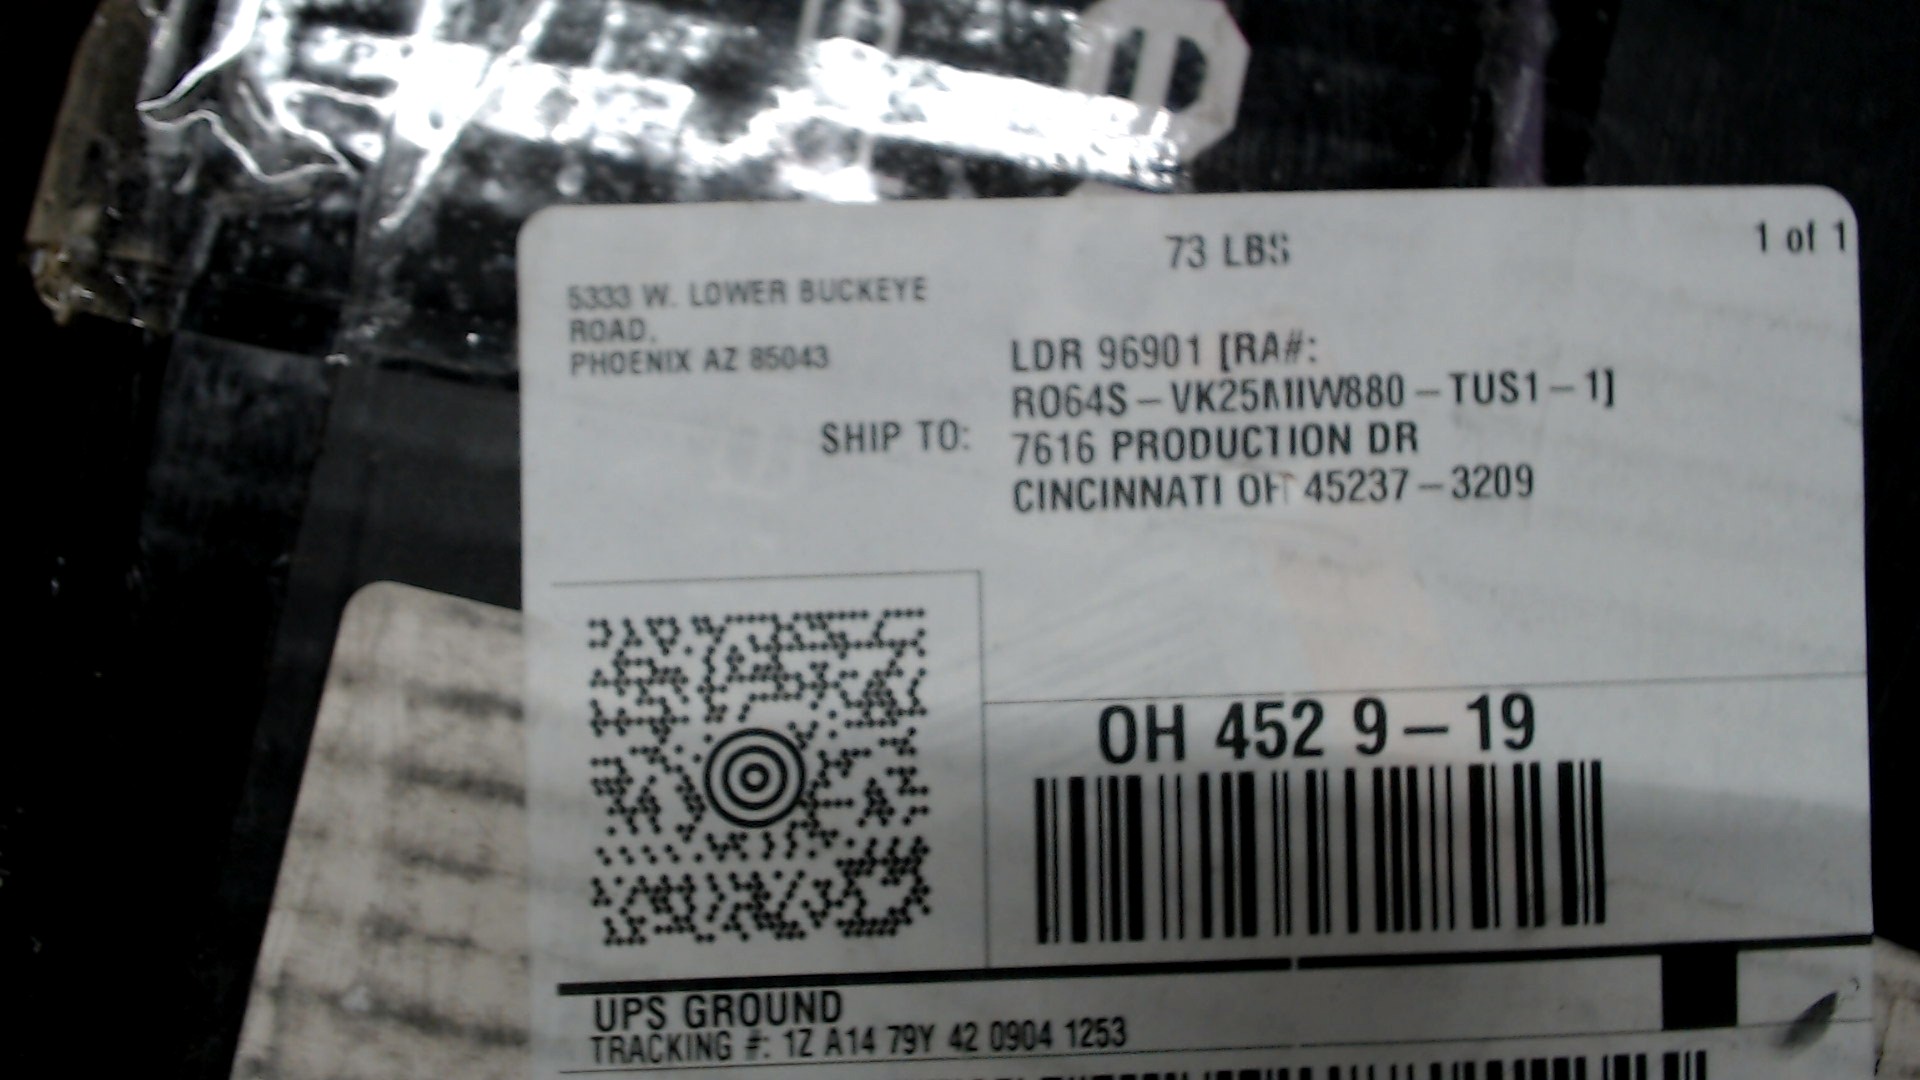 73 LBS
1 of 1
5333 W. LOWER BUCKEYE
ROAD,
PHOENIX AZ 85043
SHIP TO:
LDR 96901 [RA#:
RO64S-VK25MIW880-TUS1-1]
7616 PRODUCTION DR
CINCINNATI OH 45237-3209
OH 452 9-19
UPS GROUND
TRACKING #: 1Z A14 79Y 42 0904 1253